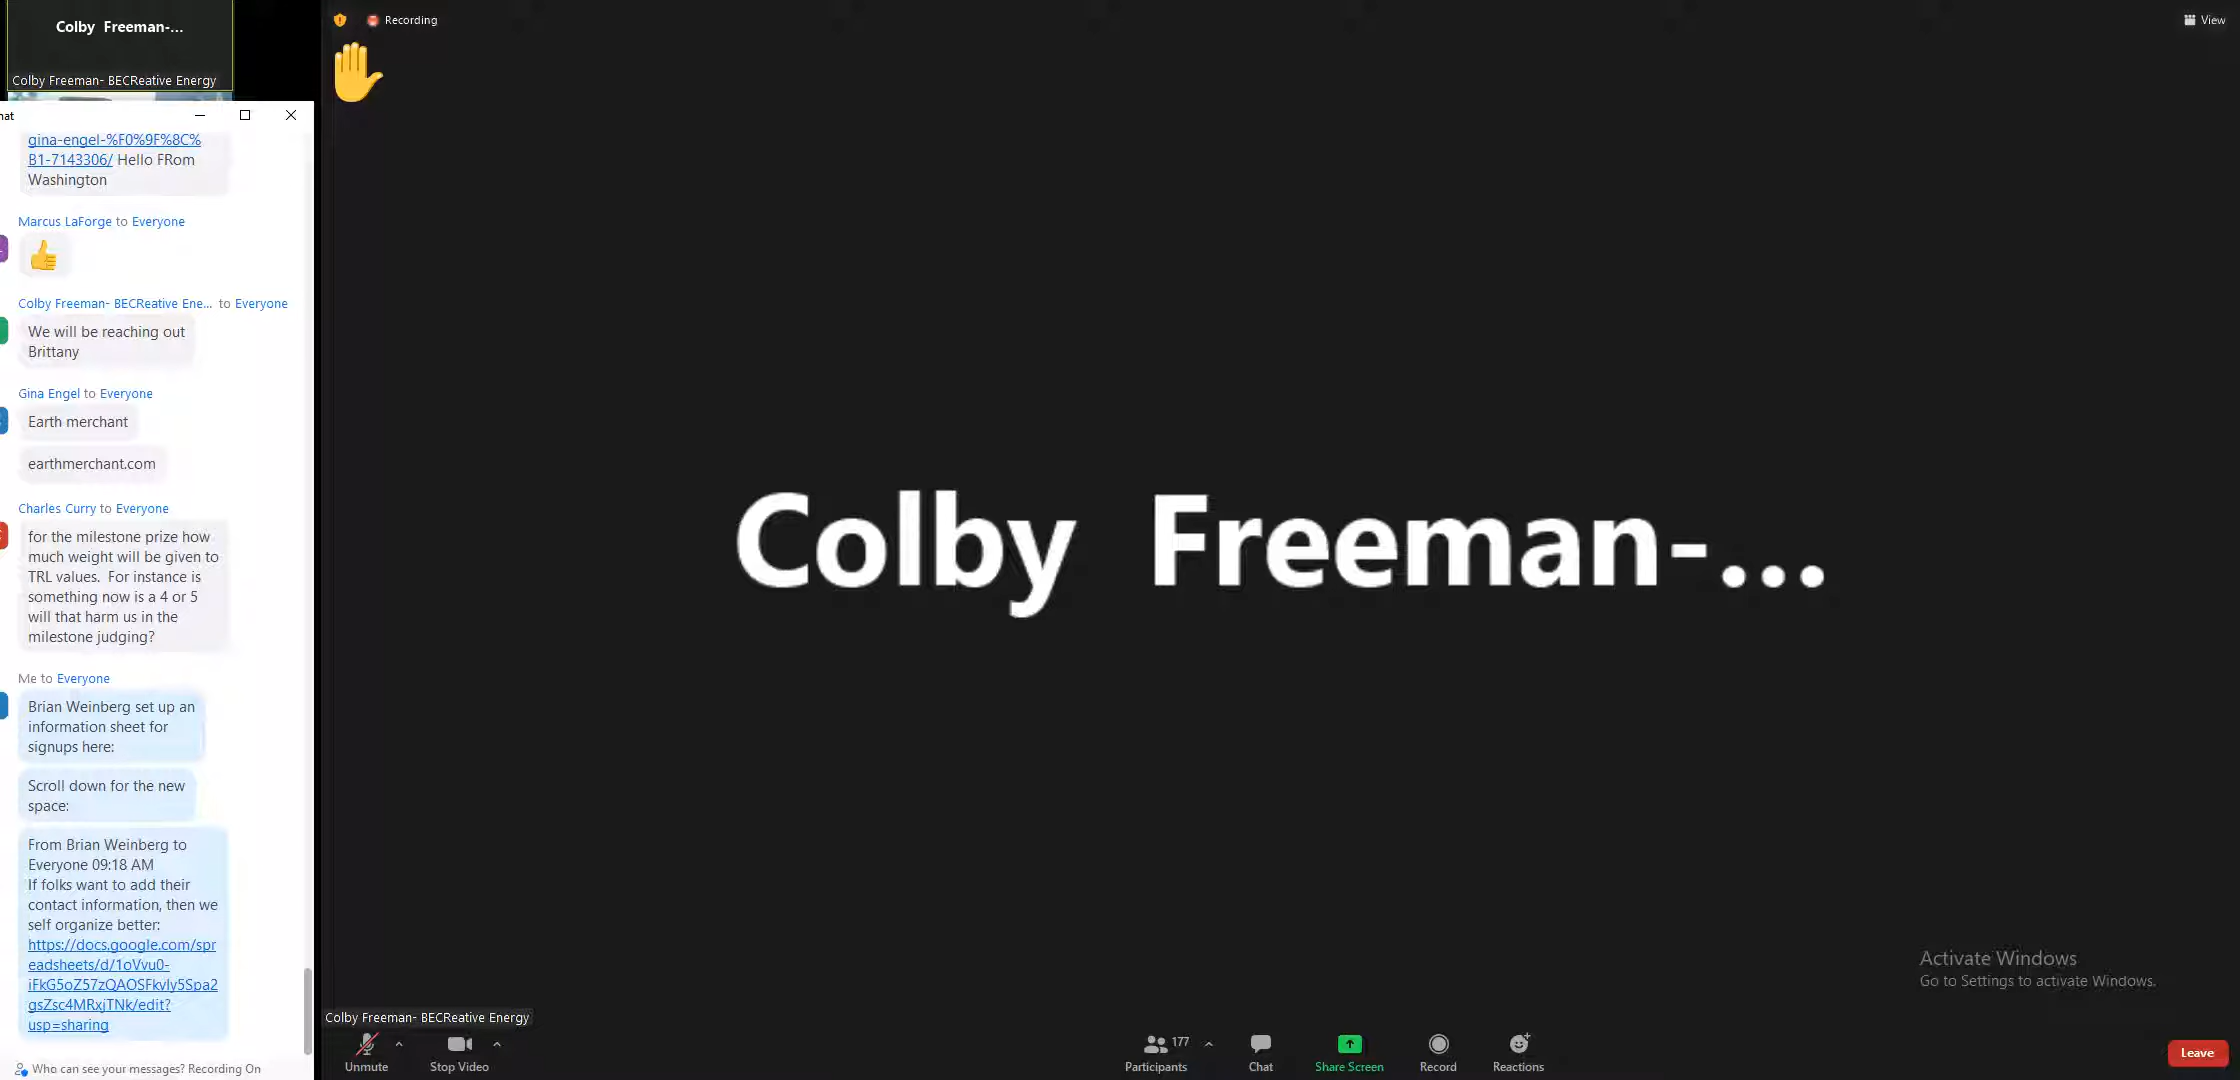 Colby Freeman-...
Colby Freeman- BECReative Energy
hat
gina-engel-%F0%9F%8C%
B1-7143306/ Hello FRom
Washington
Marcus LaForge to Everyone
Colby Freeman- BECReative Ene... to Everyone
We will be reaching out
Brittany
Gina Engel to Everyone
Earth merchant
earthmerchant.com
Charles Curry to Everyone
for the milestone prize how
much weight will be given to
TRL values. For instance is
something now is a 4 or 5
will that harm us in the
milestone judging?
Me to Everyone
Brian Weinberg set up an
information sheet for
signups here:
Scroll down for the new
space:
From Brian Weinberg to
Everyone 09:18 AM
If folks want to add their
contact information, then we
self organize better:
https://docs.google.com/spr
eadsheets/d/1oVvu0-
iFkG5oZ57zQAOSFkvly5Spa2
gsZsc4MRxjTNk/edit?
usp=sharing
Who can see your messages? Recording On
Recording
View
Colby Freeman-...
Activate Windows
Go to Settings to activate Windows.
Colby Freeman- BECReative Energy
Unmute
Stop Video
177
Participants
Chat
Share Screen
Record
Reactions
Leave